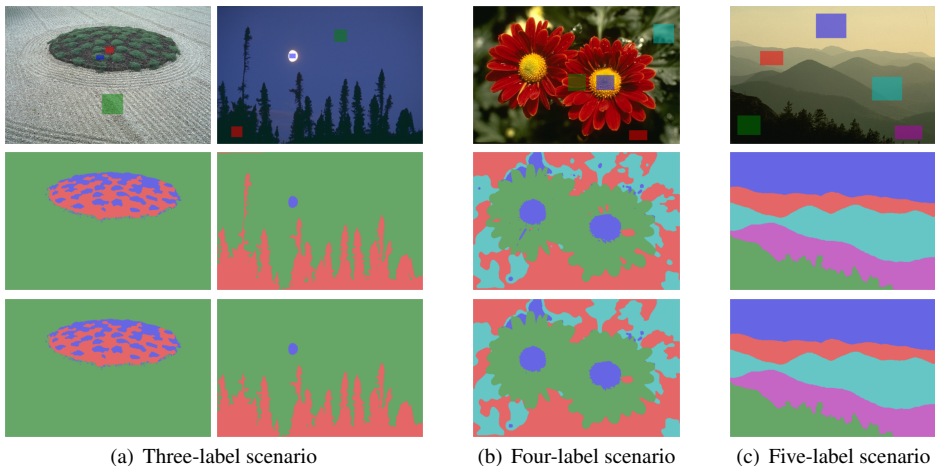 (a) Three-label scenario
(b) Four-label scenario
(c) Five-label scenario